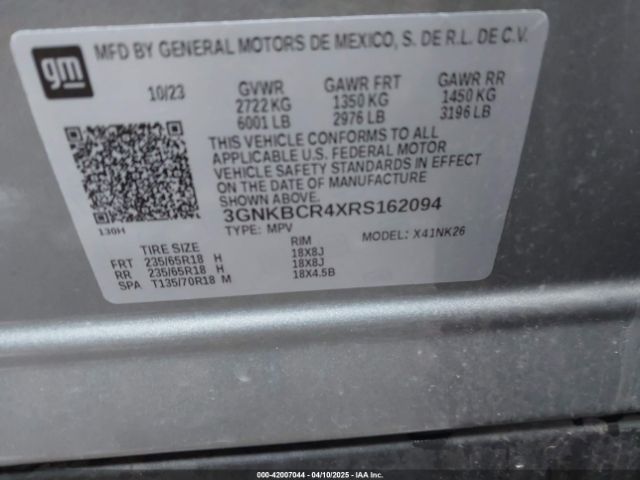 gm
MFD BY GENERAL MOTORS DE MEXICO, S. DE R.L. DE C.V.
10/23 GVWR GAWR FRT GAWR RR
2722 KG 1350 KG 1450 KG
6001 LB 2976 LB 3196 LB
THIS VEHICLE CONFORMS TO ALL
APPLICABLE U.S. FEDERAL MOTOR
VEHICLE SAFETY STANDARDS IN EFFECT
ON THE DATE OF MANUFACTURE SHOWN ABOVE.
3GNKBCR4XRS162094
130H TYPE: MPV MODEL: X41NK26
TIRE SIZE RIM
FRT 235/65R18 H 18X8J
RR 235/65R18 H 18X8J
SPA T135/70R18 M 18X4.5B
000-42007044 | 04/10/2025 | IAA Inc.